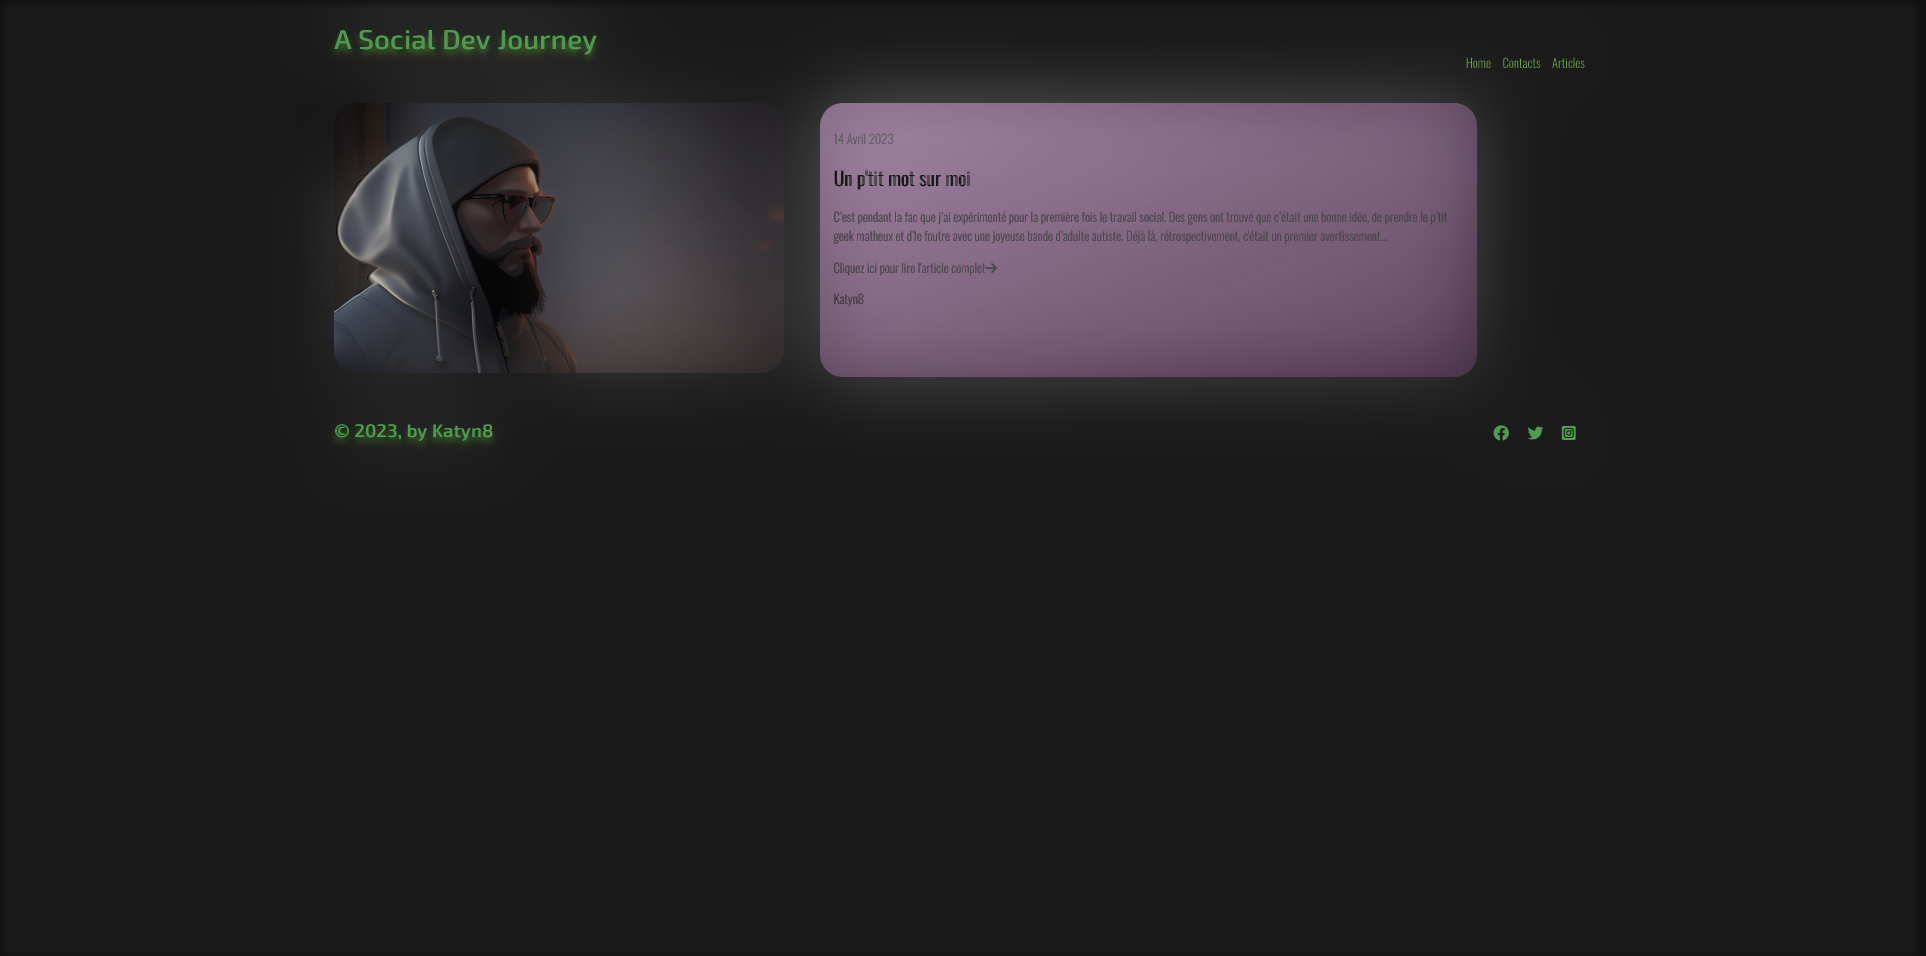 A Social Dev Journey
Home Contacts Articles
14 Avril 2023
Un p'tit mot sur moi
C'est pendant la fac que j'ai expérimenté pour la première fois le travail social. Des gens ont trouvé que c'était une bonne idée, de prendre le p'tit
geek matheux et d'le foutre avec une joyeuse bande d'adulte autiste. Déjà là, rétrospectivement, c'était un premier avertissement...
Cliquez ici pour lire l'article complet
Katyn8
© 2023, by Katyn8